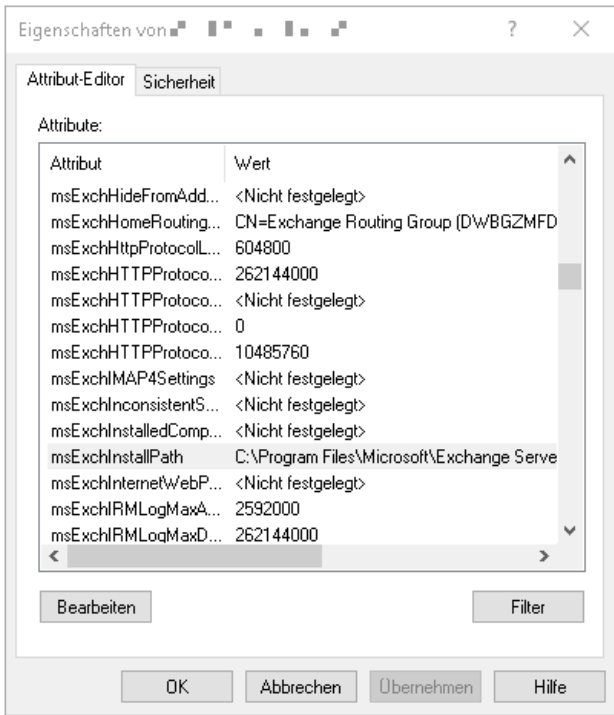 Eigenschaften von
Attribut-Editor Sicherheit
Attribute:
Attribut Wert
msExchHideFromAdd... <Nicht festgelegt>
msExchHomeRouting... CN=Exchange Routing Group (DWBGZMFD
msExchHttpProtocolL... 604800
msExchHTTPProtoco... 262144000
msExchHTTPProtoco... <Nicht festgelegt>
msExchHTTPProtoco... 0
msExchHTTPProtoco... 10485760
msExchIMAP4Settings <Nicht festgelegt>
msExchInconsistentS... <Nicht festgelegt>
msExchInstalledComp... <Nicht festgelegt>
msExchInstallPath C:\Program Files\Microsoft\Exchange Serve
msExchInternetWebP... <Nicht festgelegt>
msExchIRMLogMaxA... 2592000
msExchIRMLogMaxD... 262144000
Bearbeiten Filter
OK Abbrechen Übernehmen Hilfe